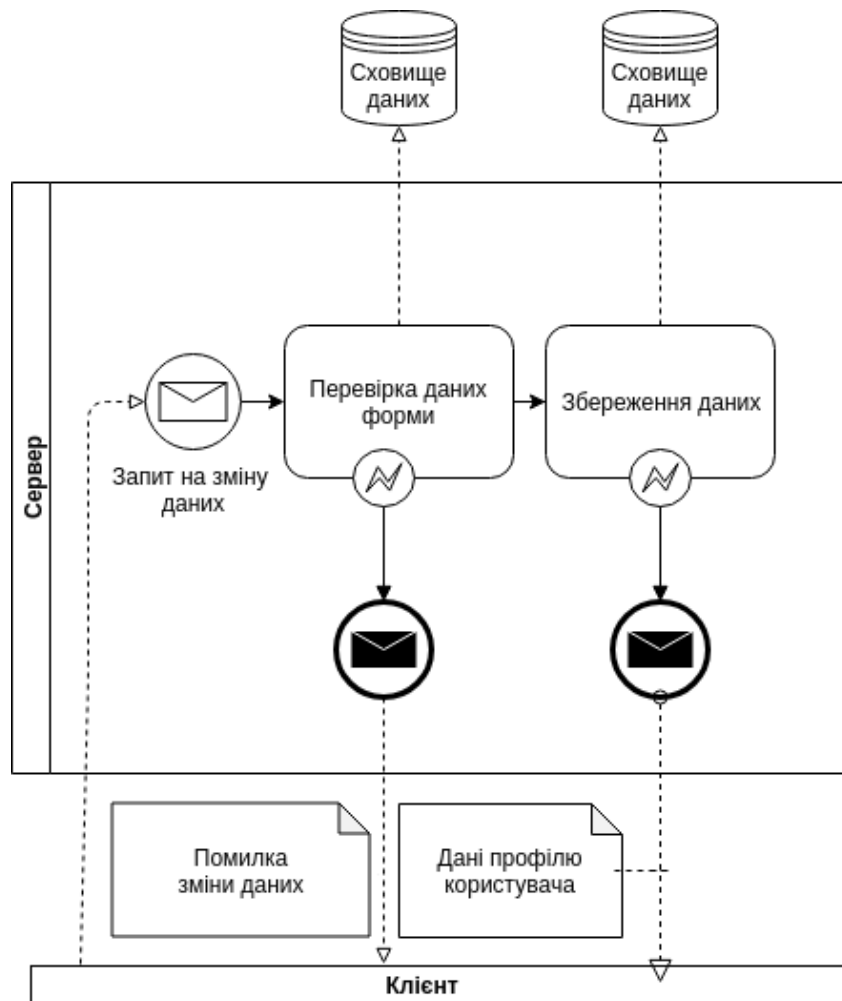 Сховище
даних
Сховище
даних
Сервер
Запит на зміну
даних
Перевірка даних
форми
Збереження даних
Помилка
зміни даних
Дані профілю
користувача
Клієнт